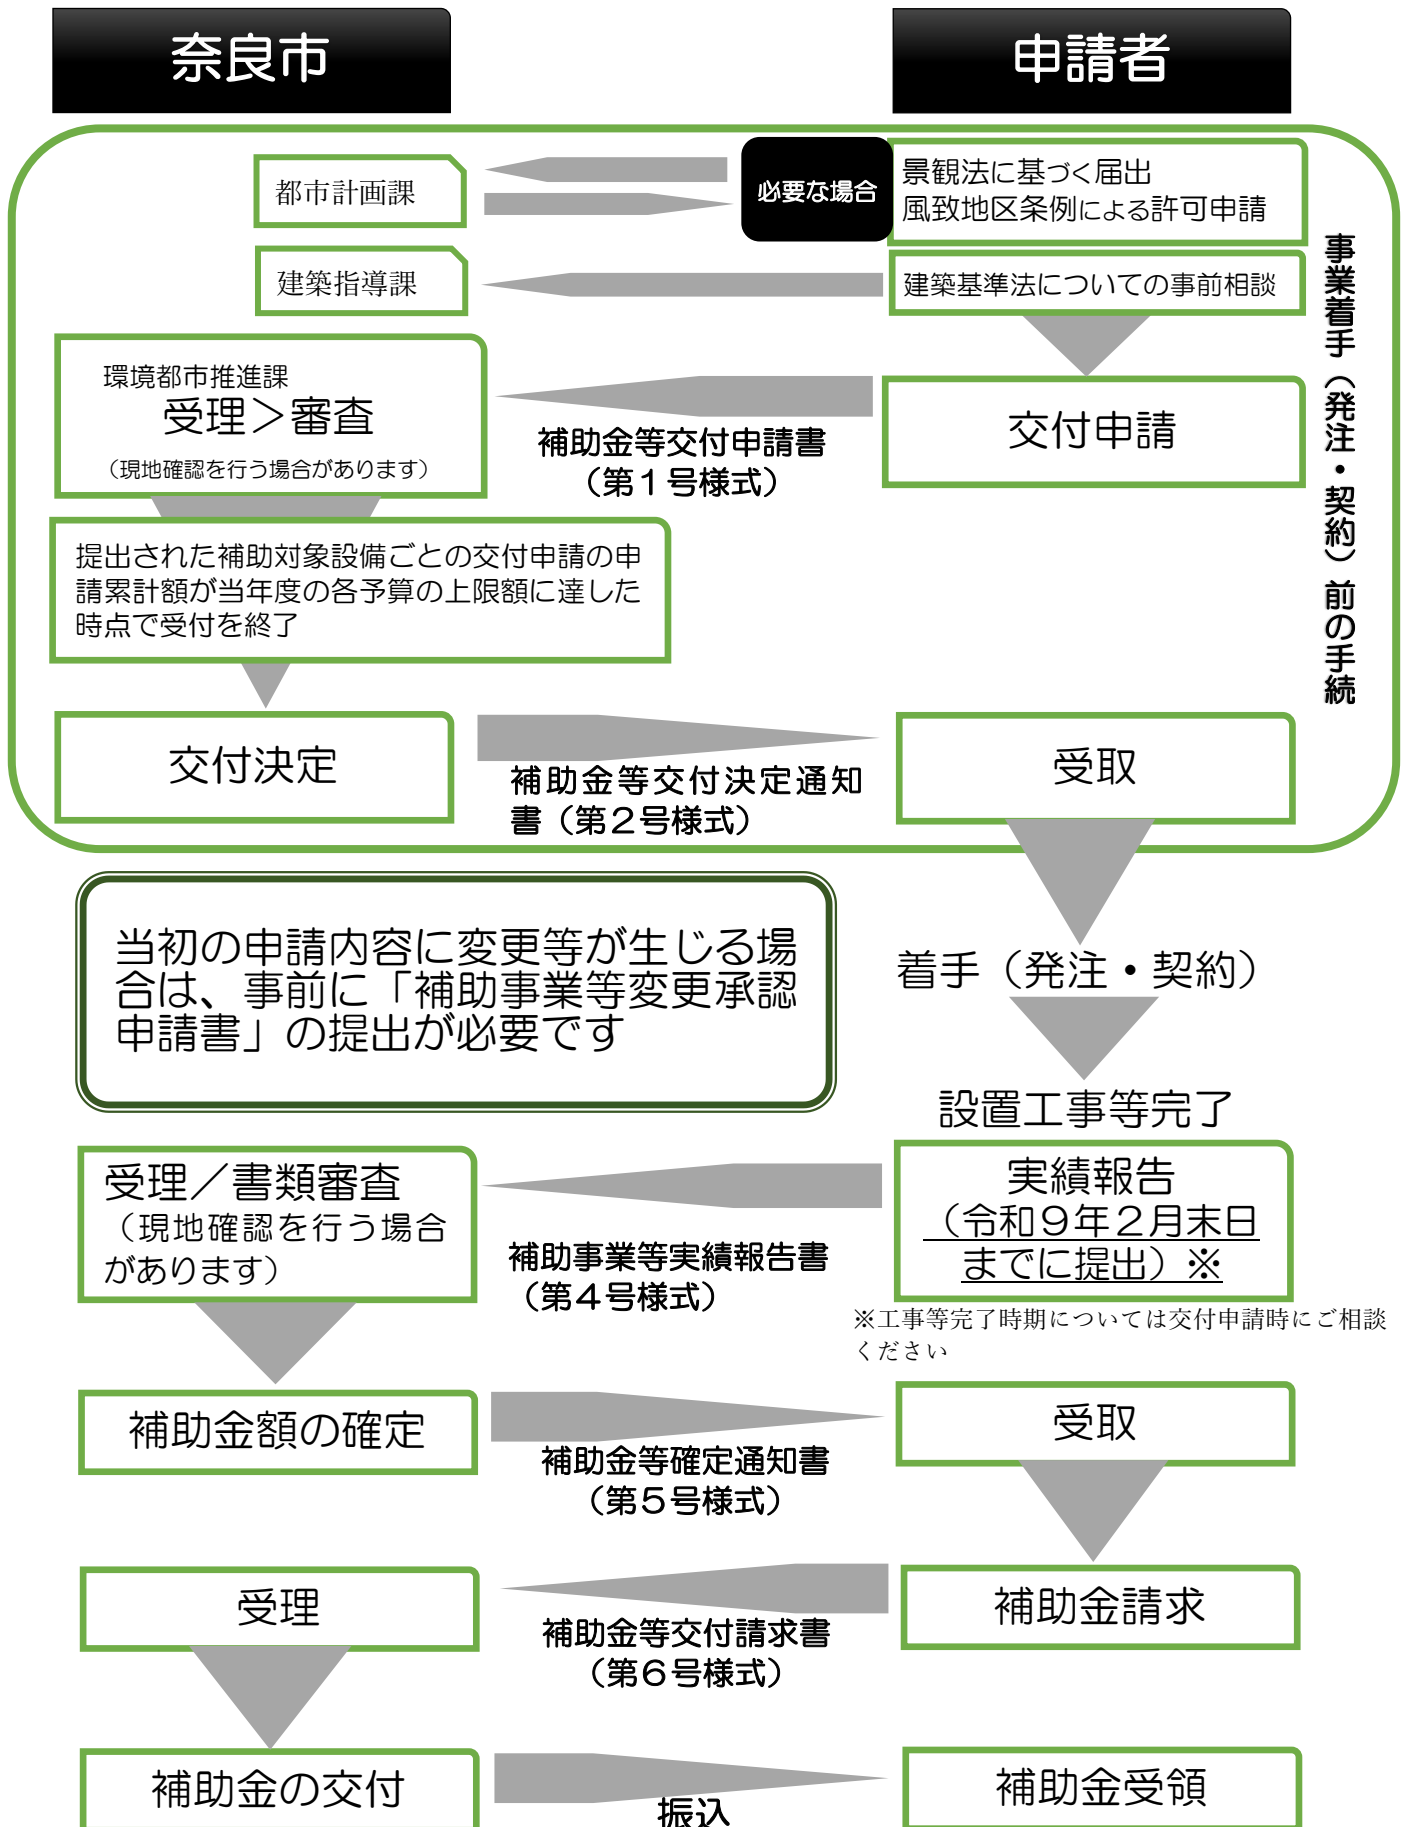 奈良市
申請者
都市計画課
必要な場合
景観法に基づく届出
風致地区条例による許可申請
建築指導課
建築基準法についての事前相談
事業着手（発注・契約）前の手続
環境都市推進課
受理＞審査
（現地確認を行う場合があります）
補助金等交付申請書
（第１号様式）
交付申請
提出された補助対象設備ごとの交付申請の申
請累計額が当年度の各予算の上限額に達した
時点で受付を終了
交付決定
補助金等交付決定通知
書（第２号様式）
受取
当初の申請内容に変更等が生じる場
合は、事前に「補助事業等変更承認
申請書」の提出が必要です
着手（発注・契約）
設置工事等完了
受理／書類審査
（現地確認を行う場合
があります）
補助事業等実績報告書
（第４号様式）
実績報告
（令和９年２月末日
までに提出）※
※工事等完了時期については交付申請時にご相談
ください
補助金額の確定
補助金等確定通知書
（第５号様式）
受取
受理
補助金等交付請求書
（第６号様式）
補助金請求
補助金の交付
振込
補助金受領